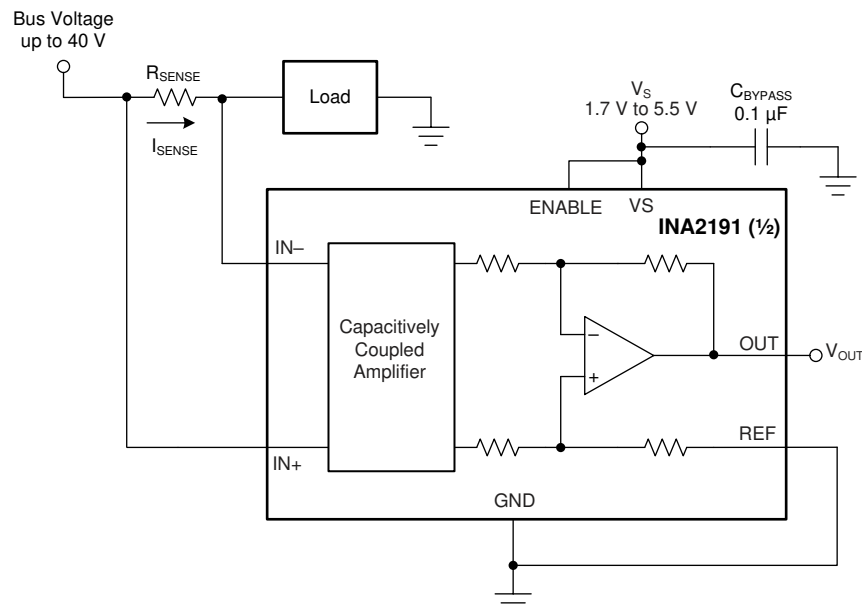 Bus Voltage
up to 40 V
RSENSE
ISENSE
Load
VS
1.7 V to 5.5 V
CBYPASS
0.1 µF
ENABLE
VS
INA2191 (½)
IN–
Capacitively
Coupled
Amplifier
–
+
OUT
VOUT
REF
IN+
GND